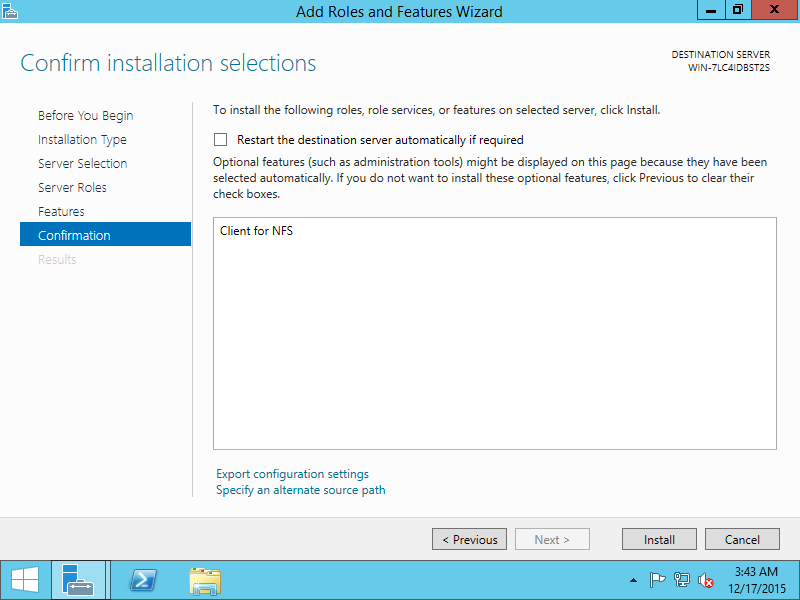 Add Roles and Features Wizard
Confirm installation selections
DESTINATION SERVER
WIN-7LC4IDBST2S
Before You Begin
Installation Type
Server Selection
Server Roles
Features
Confirmation
Results
To install the following roles, role services, or features on selected server, click Install.
Restart the destination server automatically if required
Optional features (such as administration tools) might be displayed on this page because they have been
selected automatically. If you do not want to install these optional features, click Previous to clear their
check boxes.
Client for NFS
Export configuration settings
Specify an alternate source path
< Previous
Next >
Install
Cancel
3:43 AM
12/17/2015